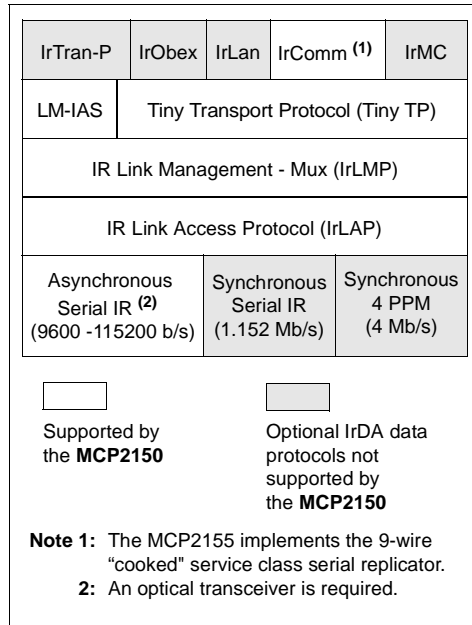 IrTran-P IrObex IrLan IrComm (1) IrMC
LM-IAS Tiny Transport Protocol (Tiny TP)
IR Link Management - Mux (IrLMP)
IR Link Access Protocol (IrLAP)
Asynchronous
Serial IR (2)
(9600 -115200 b/s)
Synchronous
Serial IR
(1.152 Mb/s)
Synchronous
4 PPM
(4 Mb/s)
Supported by
the MCP2150
Optional IrDA data
protocols not
supported by
the MCP2150
Note 1: The MCP2155 implements the 9-wire
“cooked" service class serial replicator.
2: An optical transceiver is required.